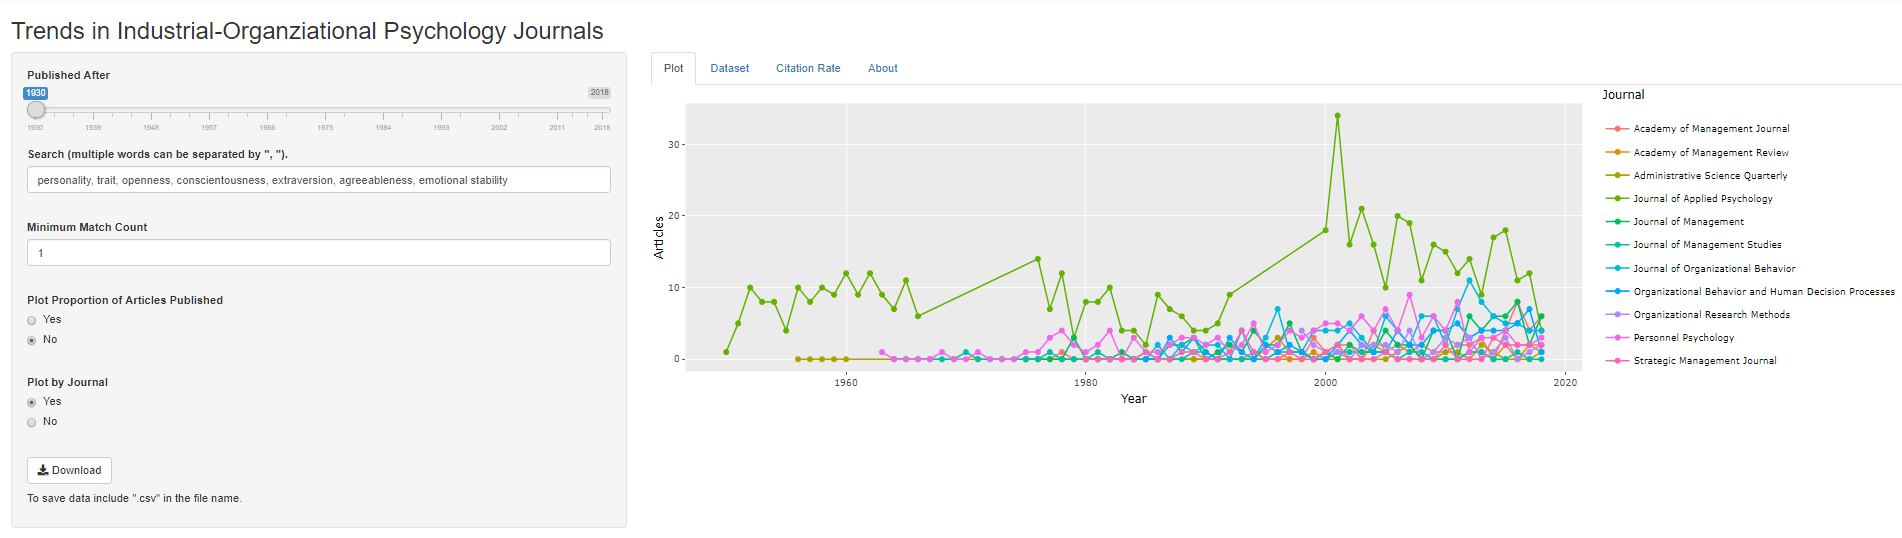 Trends in Industrial-Organziational Psychology Journals
Published After
1930
2018
1930 1939 1948 1957 1966 1975 1984 1993 2002 2011 2018
Search (multiple words can be separated by ", ").
personality, trait, openness, conscientousness, extraversion, agreeableness, emotional stability
Minimum Match Count
1
Plot Proportion of Articles Published
Yes
No
Plot by Journal
Yes
No
Download
To save data include ".csv" in the file name.
Plot Dataset Citation Rate About
30
20
10
0
Articles
1960 1980 2000 2020
Year
Journal
Academy of Management Journal
Academy of Management Review
Administrative Science Quarterly
Journal of Applied Psychology
Journal of Management
Journal of Management Studies
Journal of Organizational Behavior
Organizational Behavior and Human Decision Processes
Organizational Research Methods
Personnel Psychology
Strategic Management Journal